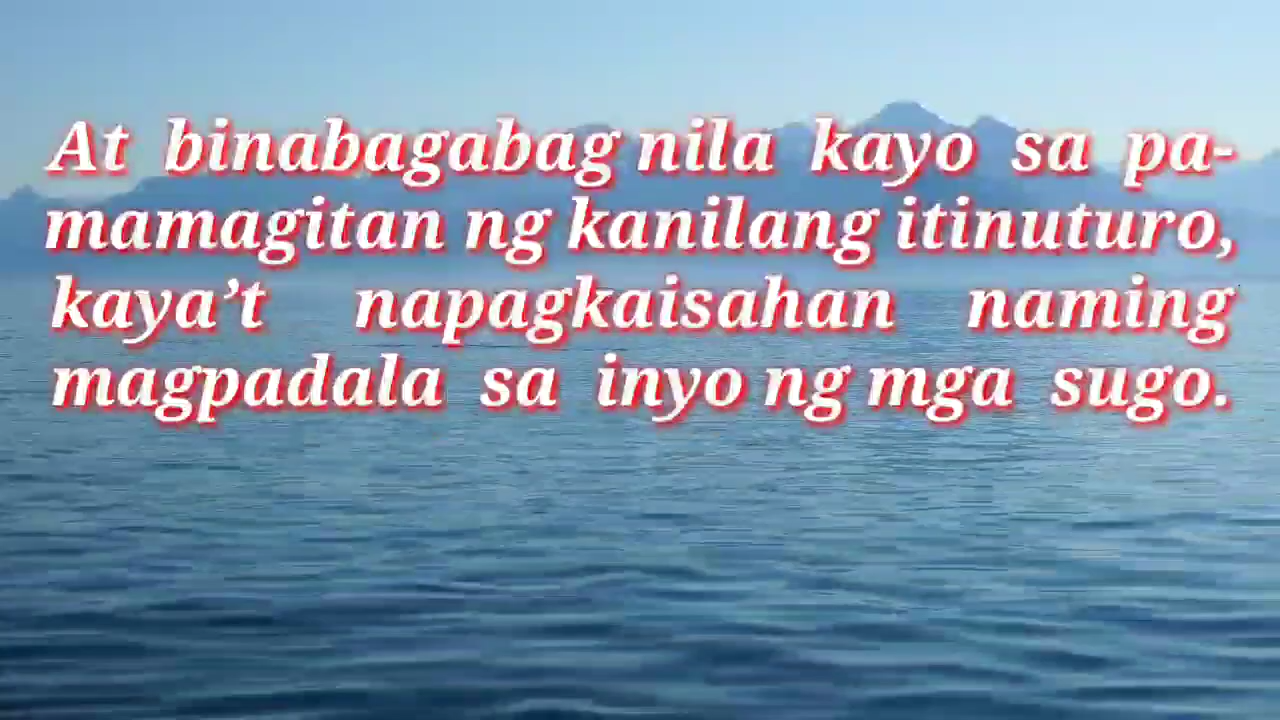 At binabagabag nila kayo sa pa-
mamagitan ng kanilang itinuturo,
kaya’t napagkaisahan naming
magpadala sa inyo ng mga sugo.